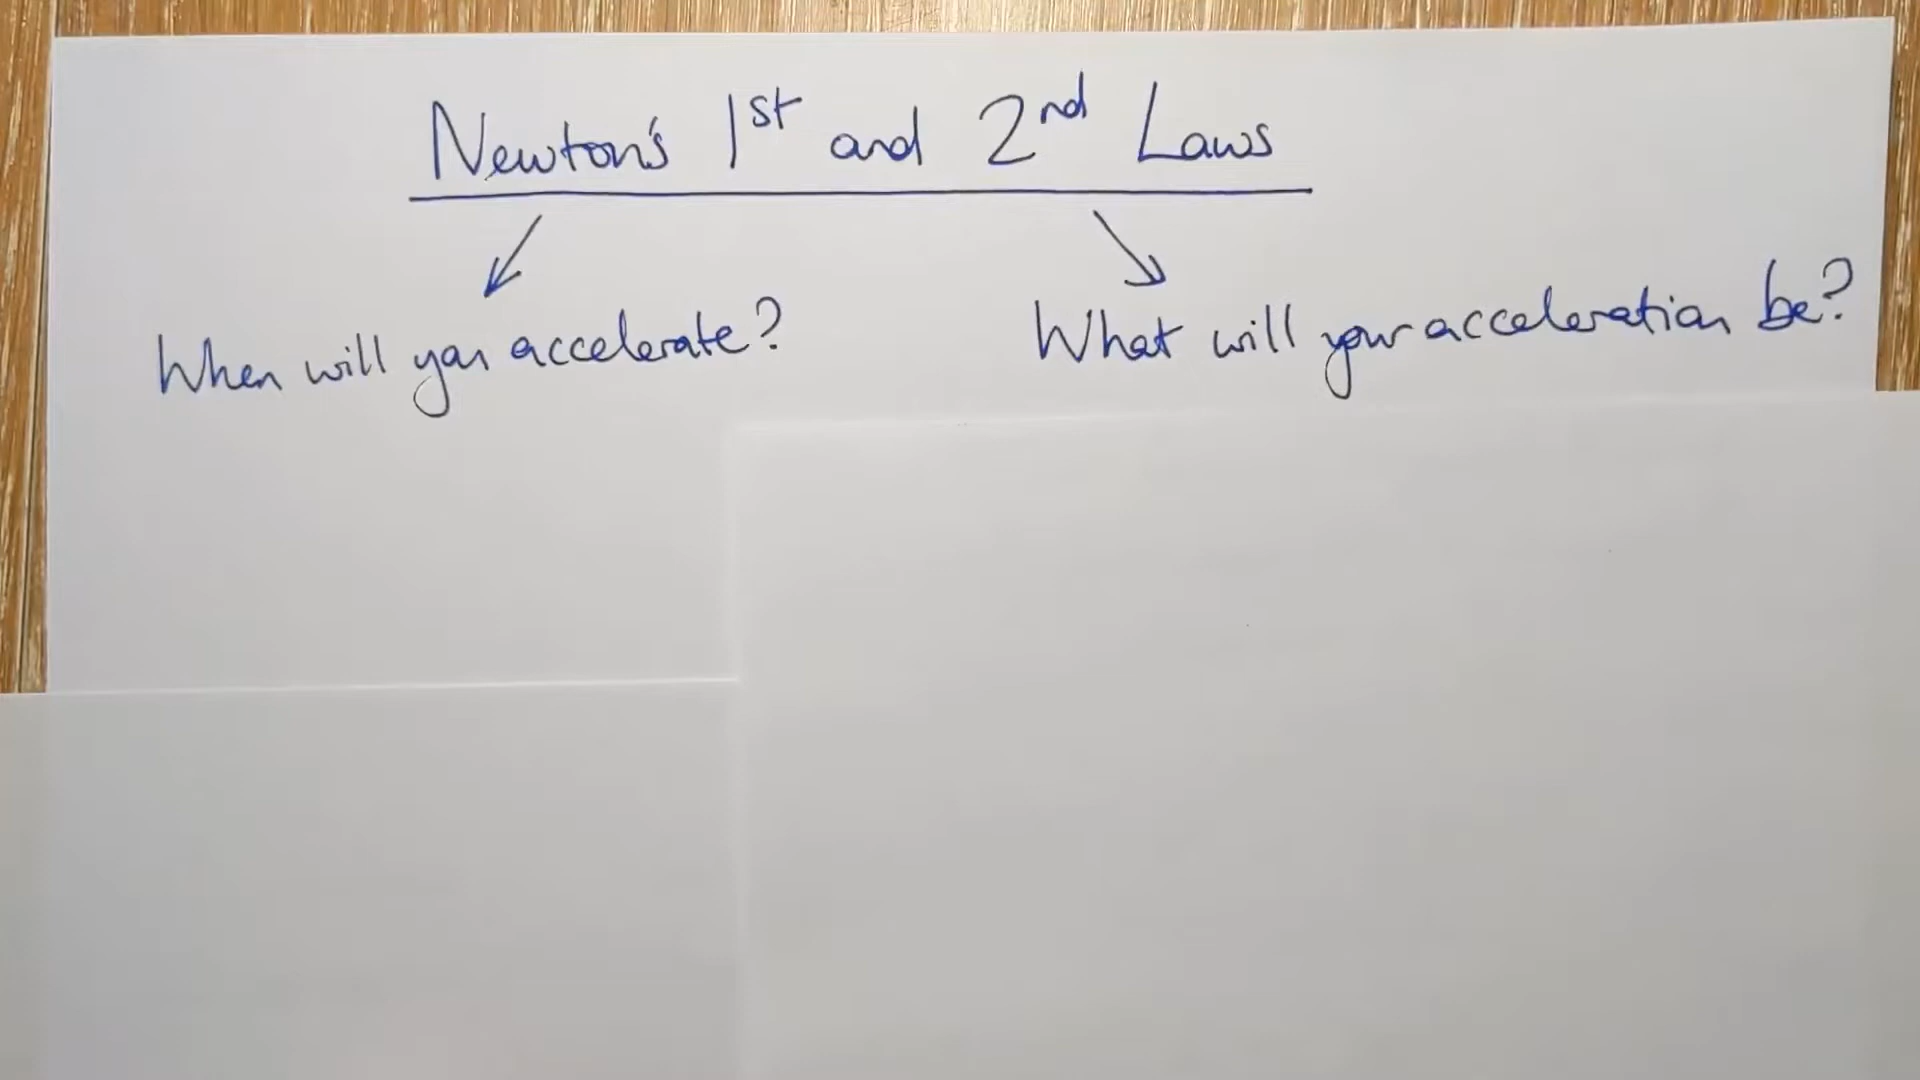 Newton's 1st and 2nd Laws
When will you accelerate?
What will your acceleration be?